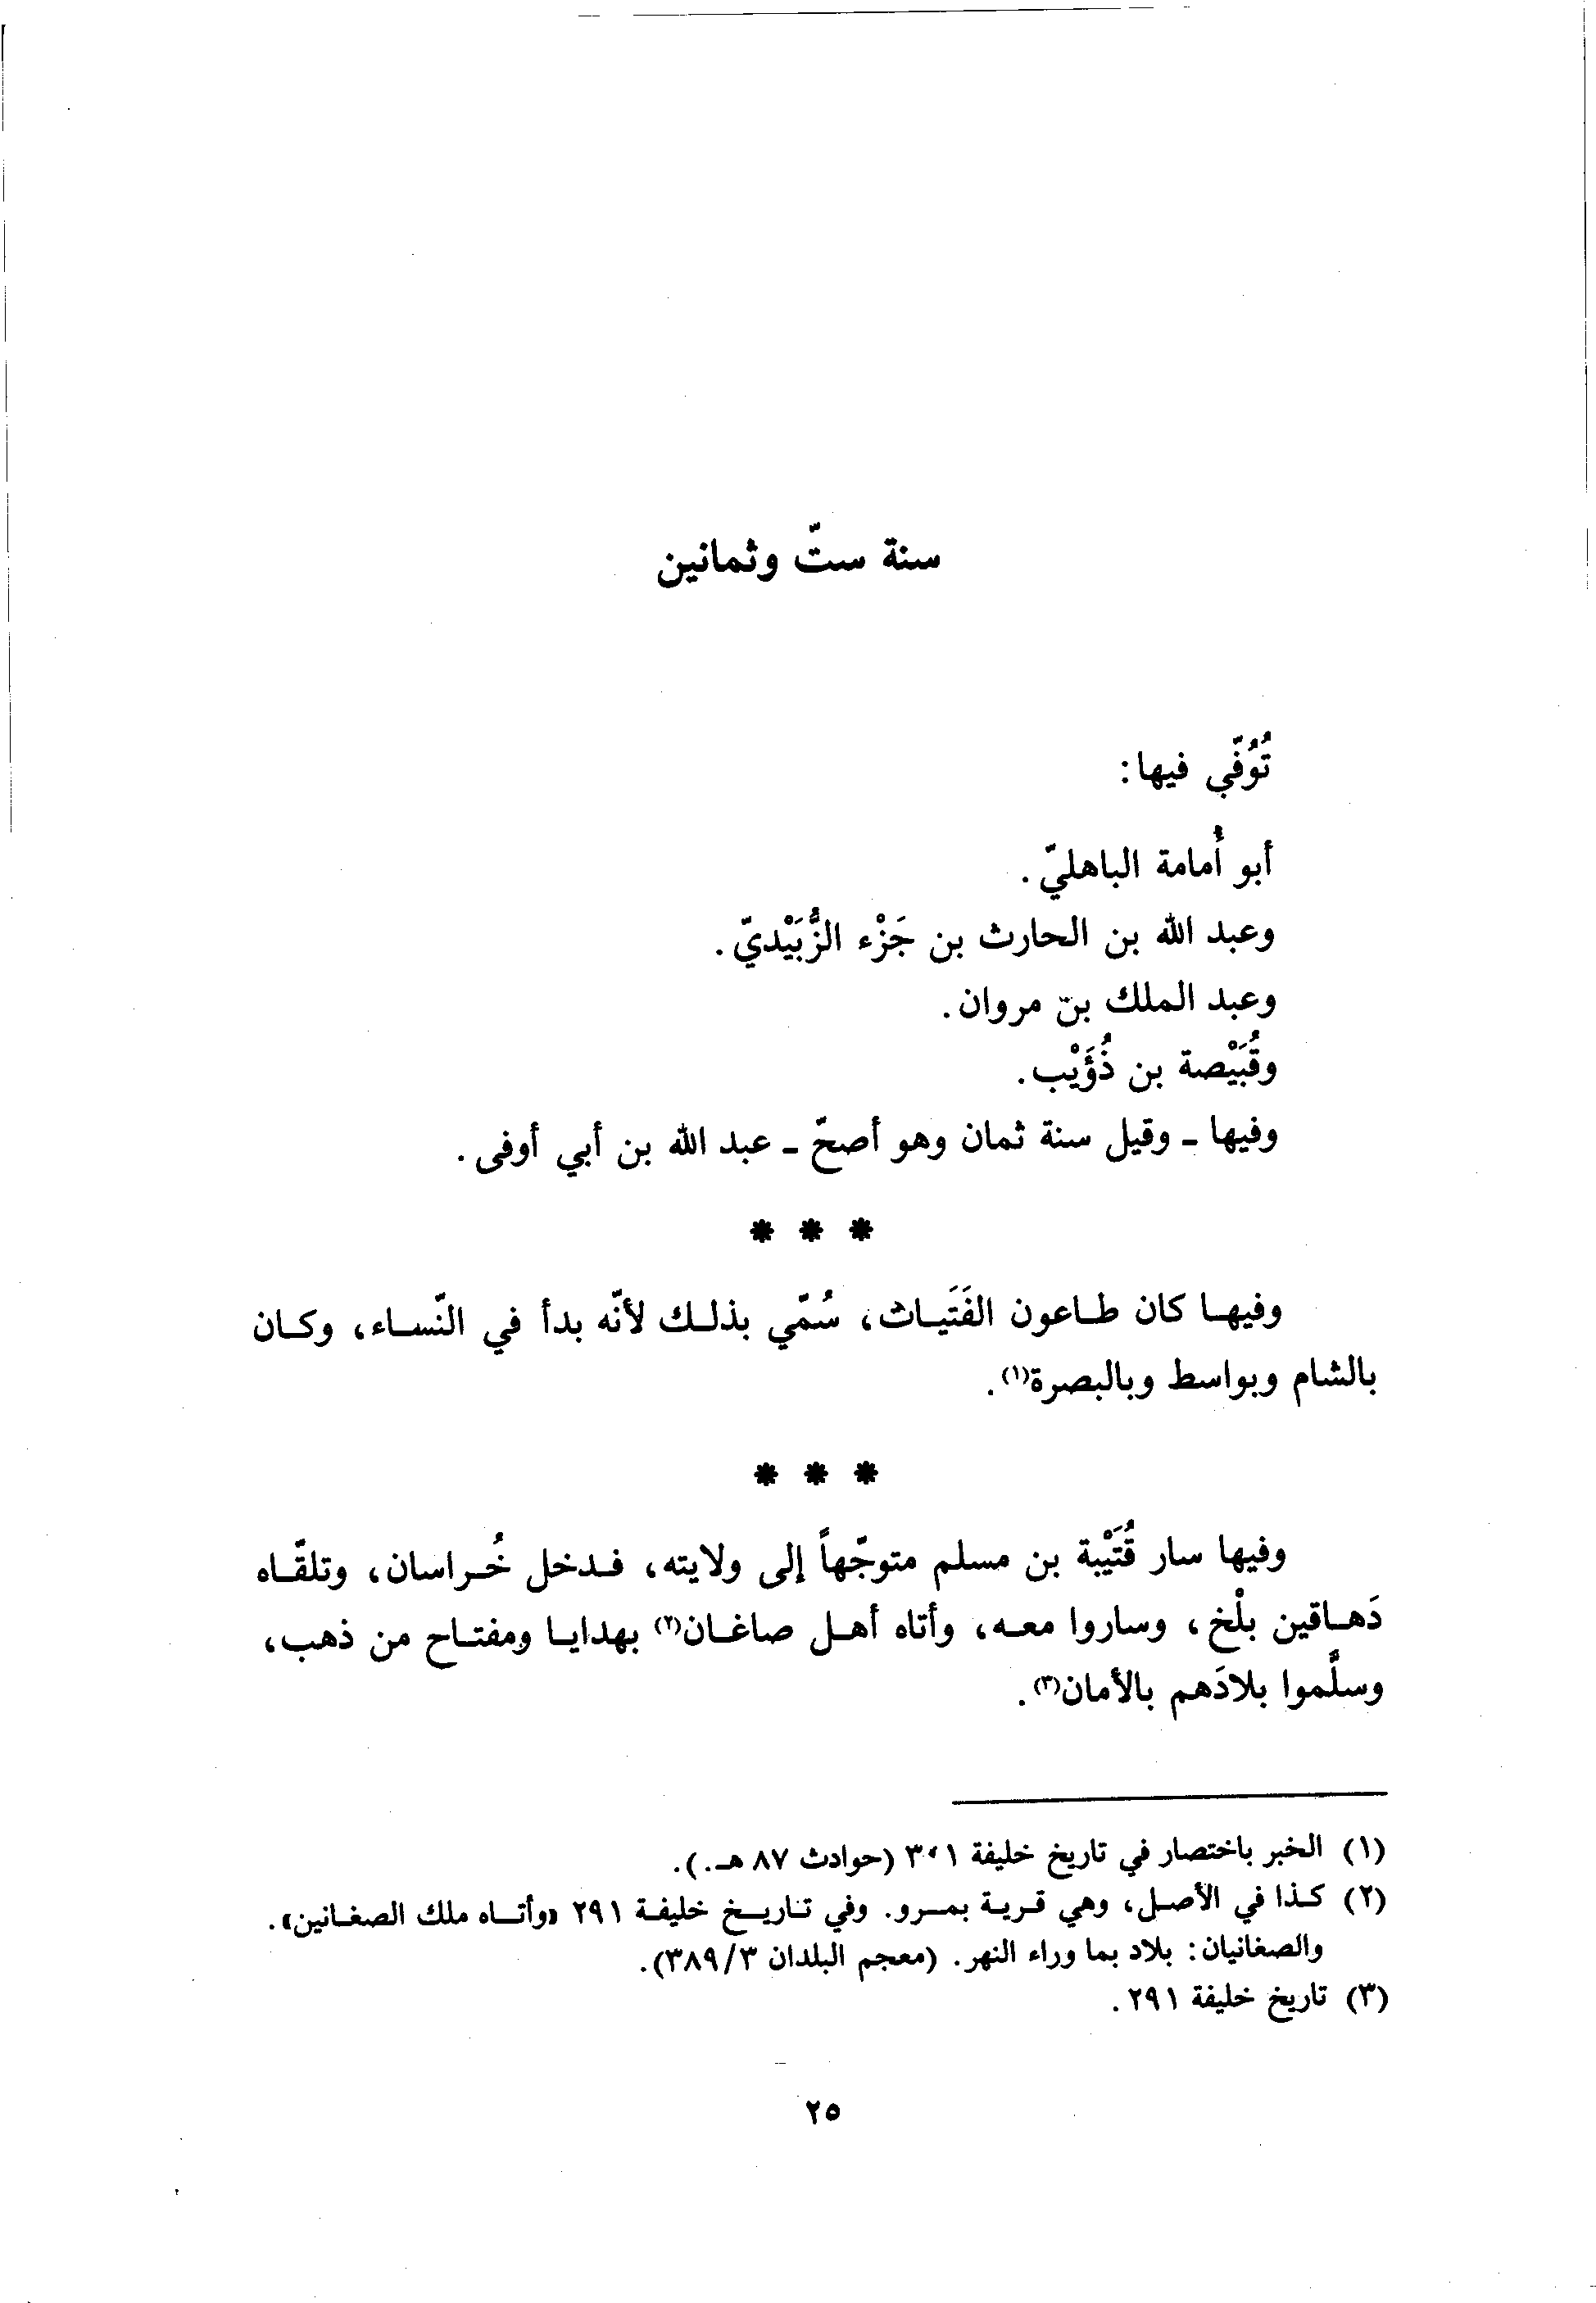 سنة ستّ وثمانين
تُوُفّي فيها:
أبو أُمامة الباهليّ.
وعبد الله بن الحارث بن جَزْء الزُّبَيْديّ.
وعبد الملك بن مروان.
وقُبَيْصة بن ذُؤَيْب.
وفيها ـ وقيل سنة ثمان وهو أصحّ ـ عبد الله بن أبي أوفى.
* * *
وفيها كان طاعون الفَتَيات، سُمّي بذلك لأنّه بدأ في النّساء، وكان
بالشام وبواسط وبالبصرة(١).
* * *
وفيها سار قُتَيْبة بن مسلم متوجّهاً إلى ولايته، فدخل خُراسان، وتلقّاه
دَهاقين بلْخ، وساروا معه، وأتاه أهل صاغان(٢) بهدايا ومفتاح من ذهب،
وسلَّموا بلادَهم بالأمان(٣).
(١) الخبر باختصار في تاريخ خليفة (حوادث ٨٧ هـ.).
(٢) كذا في الأصل، وهي قرية بمرو. وفي تاريخ خليفة ٢٩١ «وأتاه ملك الصغانين».
والصغانيان: بلاد بما وراء النهر. (معجم البلدان ٣/٣٨٩).
(٣) تاريخ خليفة ٢٩١.
٢٥